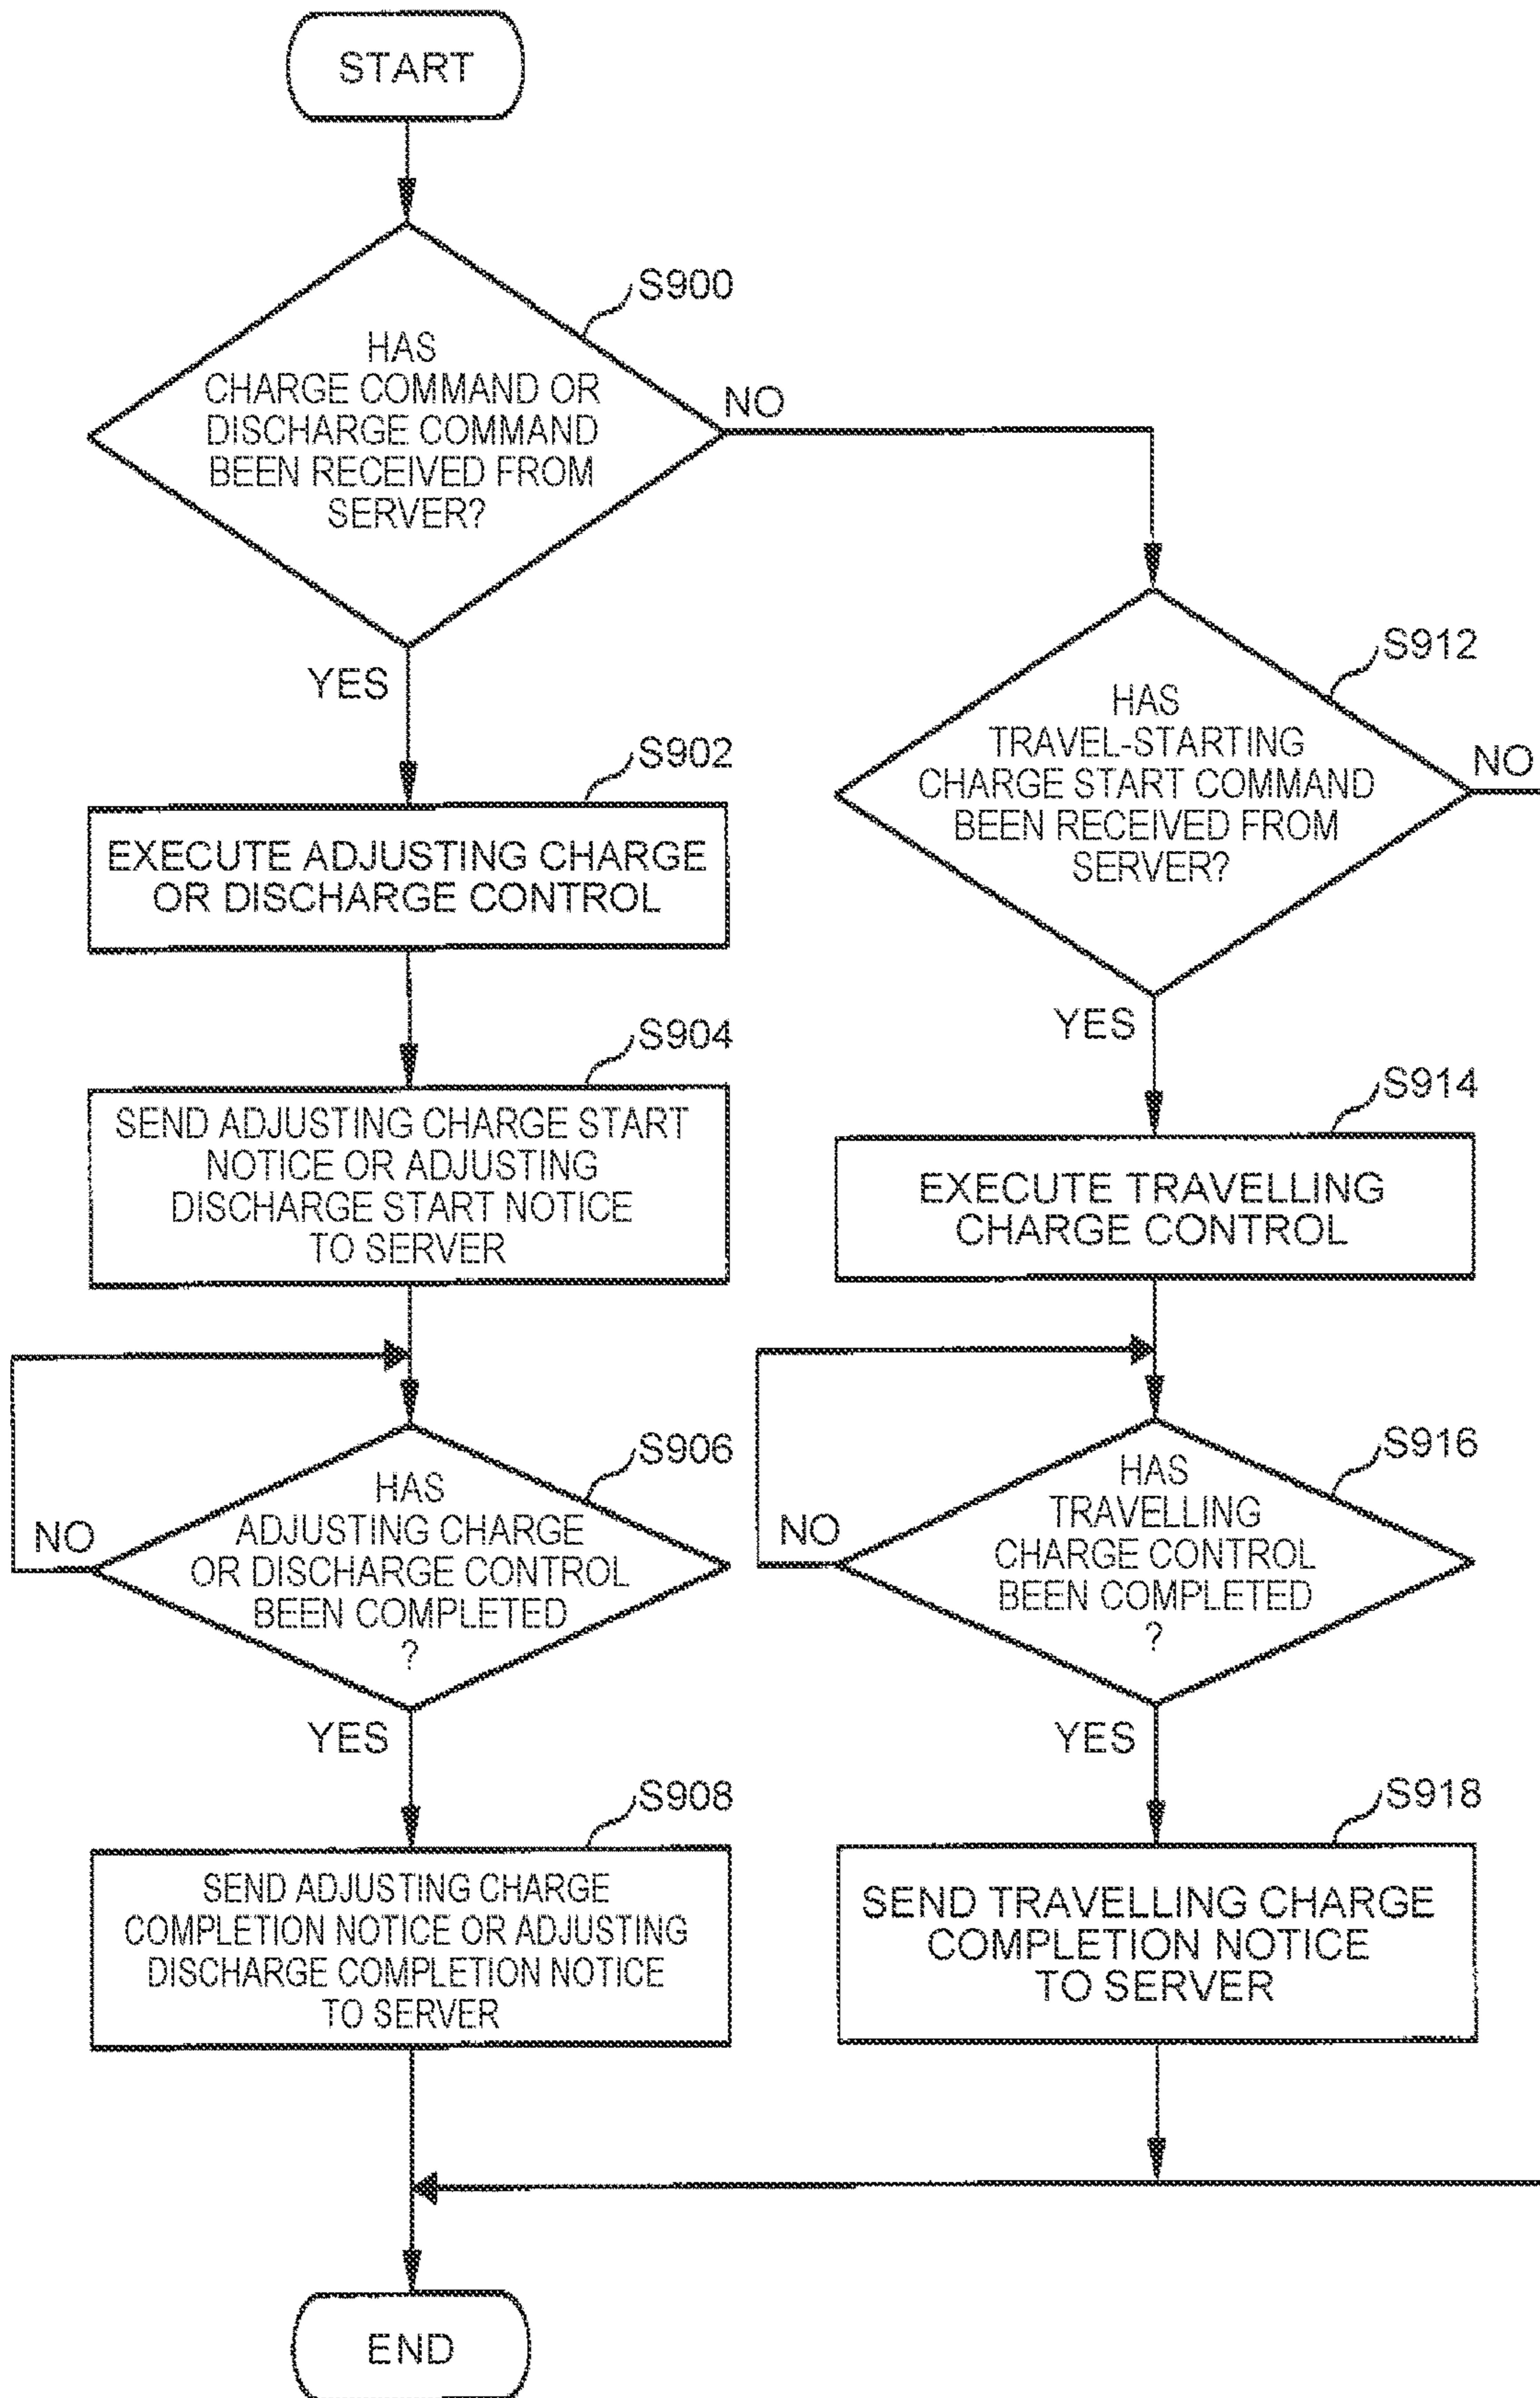 START
S900
HAS
CHARGE COMMAND OR
DISCHARGE COMMAND
BEEN RECEIVED FROM
SERVER?
NO
YES
S902
EXECUTE ADJUSTING CHARGE
OR DISCHARGE CONTROL
S904
SEND ADJUSTING CHARGE START
NOTICE OR ADJUSTING
DISCHARGE START NOTICE
TO SERVER
S906
HAS
ADJUSTING CHARGE
OR DISCHARGE CONTROL
BEEN COMPLETED
?
NO
YES
S908
SEND ADJUSTING CHARGE
COMPLETION NOTICE OR ADJUSTING
DISCHARGE COMPLETION NOTICE
TO SERVER
S912
HAS
TRAVEL-STARTING
CHARGE START COMMAND
BEEN RECEIVED FROM
SERVER?
NO
YES
S914
EXECUTE TRAVELLING
CHARGE CONTROL
S916
HAS
TRAVELLING
CHARGE CONTROL
BEEN COMPLETED
?
NO
YES
S918
SEND TRAVELLING CHARGE
COMPLETION NOTICE
TO SERVER
END